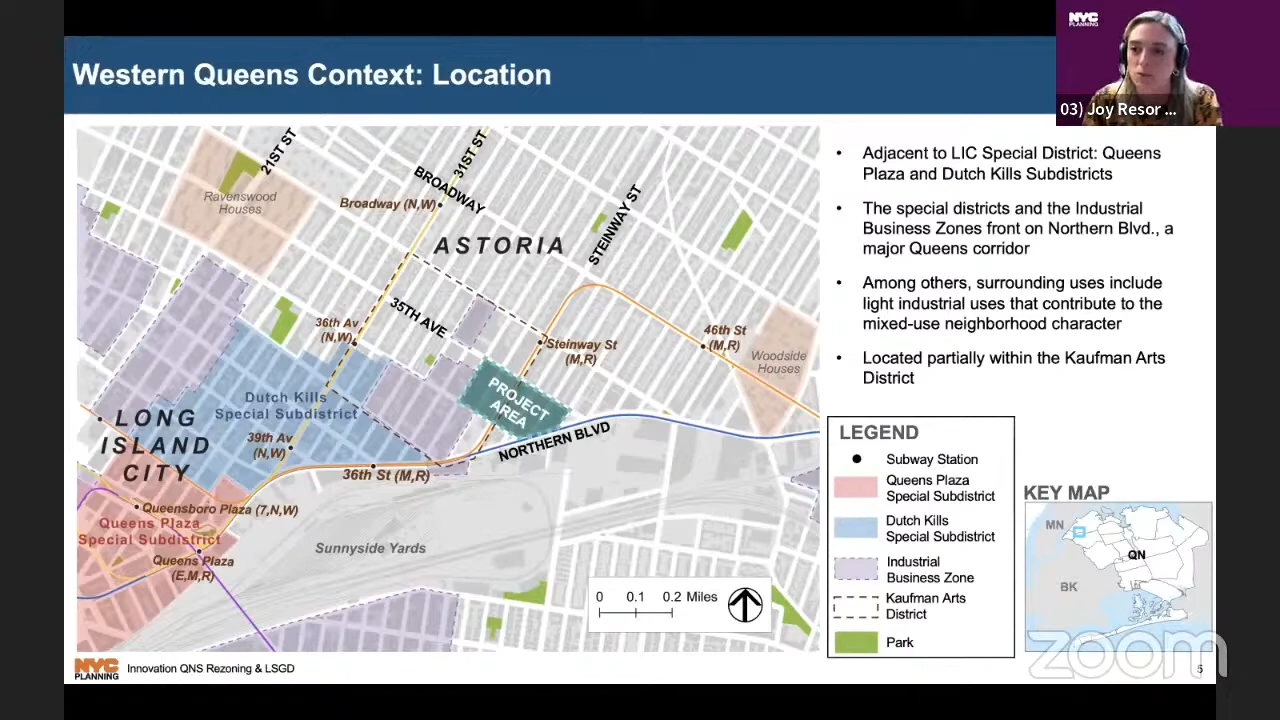 NYC
PLANNING
03) Joy Resor ...
Western Queens Context: Location
21ST ST
31ST ST
BROADWAY
STEINWAY ST
Ravenswood
Houses
Broadway (N,W)
ASTORIA
35TH AVE
36th Av
(N,W)
Steinway St
(M,R)
46th St
(M,R)
Woodside
Houses
PROJECT
AREA
Dutch Kills
Special Subdistrict
LONG
ISLAND
CITY
39th Av
(N,W)
NORTHERN BLVD
36th St (M,R)
Queensboro Plaza (7,N,W)
Queens Plaza
Special Subdistrict
Queens Plaza
(E,M,R)
Sunnyside Yards
0 0.1 0.2 Miles
• Adjacent to LIC Special District: Queens
Plaza and Dutch Kills Subdistricts
• The special districts and the Industrial
Business Zones front on Northern Blvd., a
major Queens corridor
• Among others, surrounding uses include
light industrial uses that contribute to the
mixed-use neighborhood character
• Located partially within the Kaufman Arts
District
LEGEND
Subway Station
Queens Plaza
Special Subdistrict
Dutch Kills
Special Subdistrict
Industrial
Business Zone
Kaufman Arts
District
Park
KEY MAP
MN
QN
BK
zoom
NYC
PLANNING
Innovation QNS Rezoning & LSGD
5